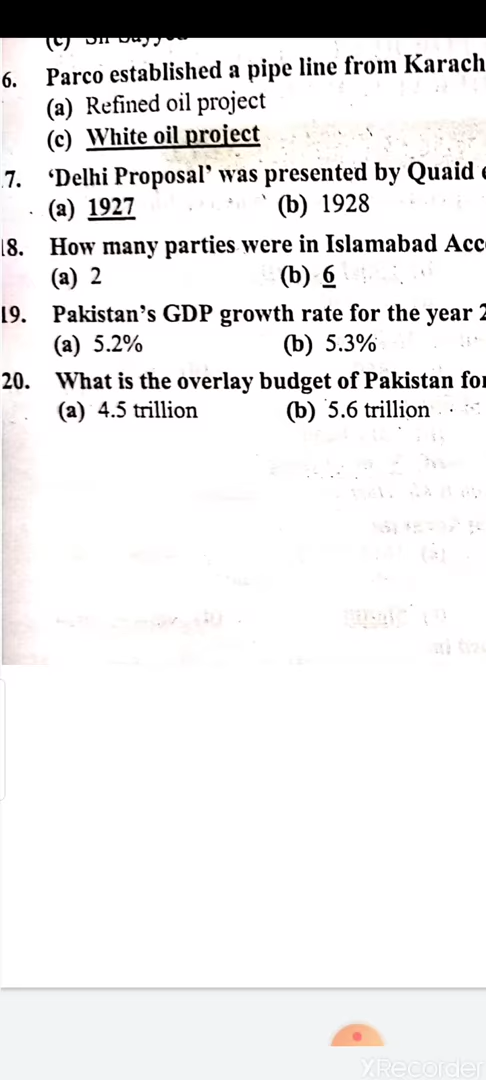 6. Parco established a pipe line from Karach
(a) Refined oil project
(c) White oil project
7. ‘Delhi Proposal’ was presented by Quaid
(a) 1927 (b) 1928
18. How many parties were in Islamabad Acc
(a) 2 (b) 6
19. Pakistan’s GDP growth rate for the year 2
(a) 5.2% (b) 5.3%
20. What is the overlay budget of Pakistan for
(a) 4.5 trillion (b) 5.6 trillion
XRecorder